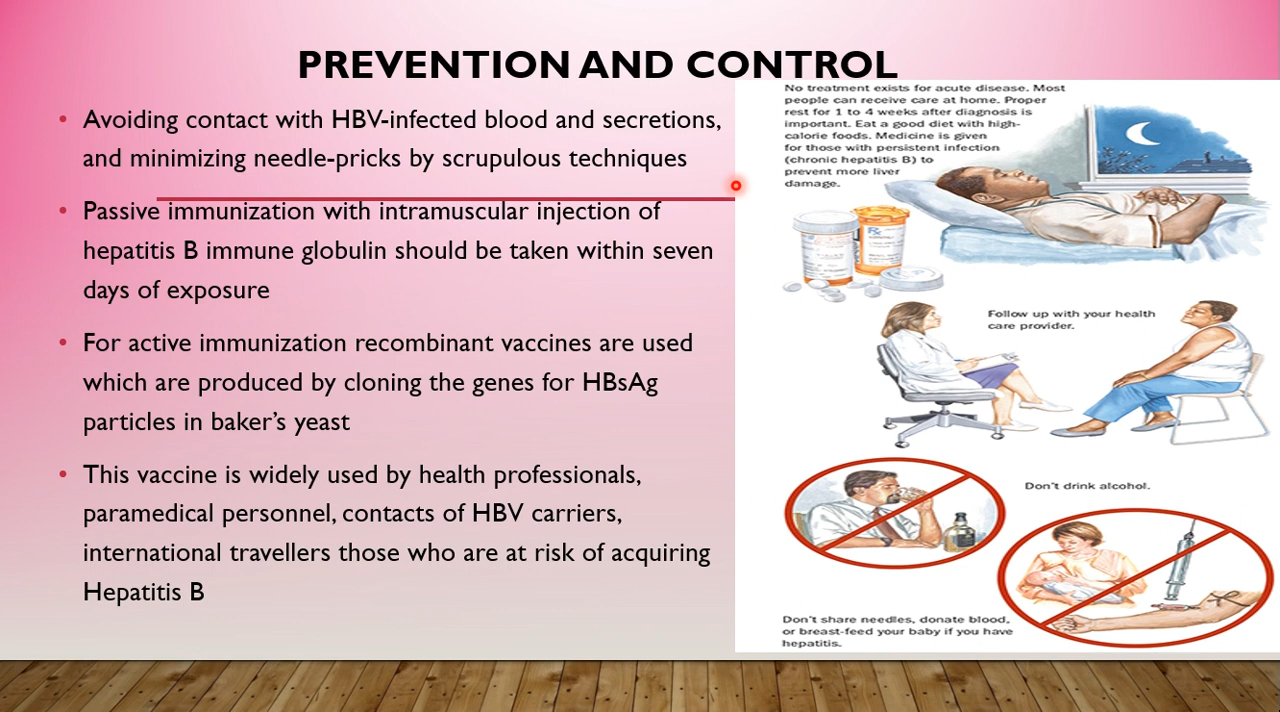 PREVENTION AND CONTROL
• Avoiding contact with HBV-infected blood and secretions,
and minimizing needle-pricks by scrupulous techniques
• Passive immunization with intramuscular injection of
hepatitis B immune globulin should be taken within seven
days of exposure
• For active immunization recombinant vaccines are used
which are produced by cloning the genes for HBsAg
particles in baker’s yeast
• This vaccine is widely used by health professionals,
paramedical personnel, contacts of HBV carriers,
international travellers those who are at risk of acquiring
Hepatitis B
No treatment exists for acute disease. Most
people can receive care at home. Proper
rest for 1 to 4 weeks after diagnosis is
important. Eat a good diet with high-
calorie foods. Medicine is given
for those with persistent infection
(chronic hepatitis B) to
prevent more liver
damage.
Rx
Follow up with your health
care provider.
Don’t drink alcohol.
Don’t share needles, donate blood,
or breast-feed your baby if you have
hepatitis.